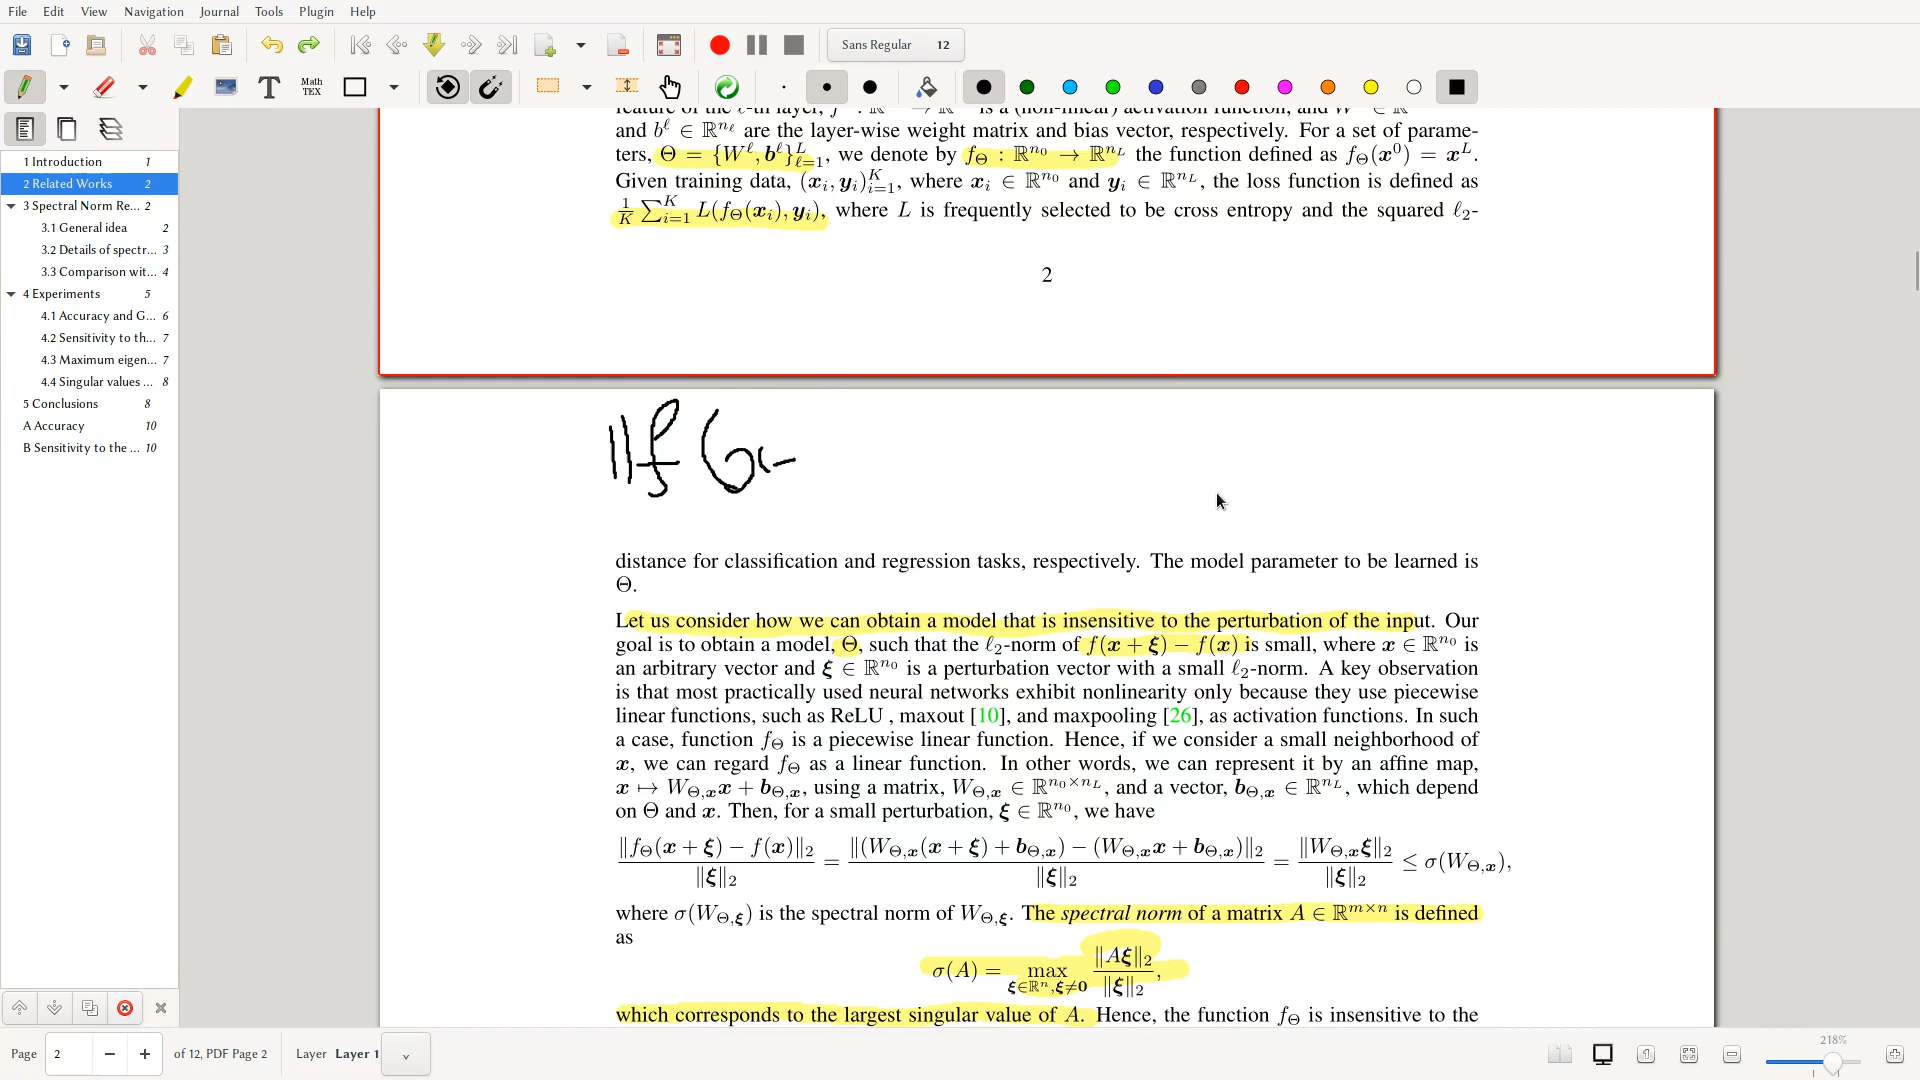 File Edit View Navigation Journal Tools Plugin Help
Sans Regular 12
Math TEX
1 Introduction 1
2 Related Works 2
3 Spectral Norm Re... 2
3.1 General idea 2
3.2 Details of spectr... 3
3.3 Comparison wit... 4
4 Experiments 5
4.1 Accuracy and G... 6
4.2 Sensitivity to th... 7
4.3 Maximum eigen... 7
4.4 Singular values ... 8
5 Conclusions 8
A Accuracy 10
B Sensitivity to the ... 10
feature of the ℓ-th layer, f is a (non-linear) activation function, and
and b^ℓ ∈ ℝ^{n_ℓ} are the layer-wise weight matrix and bias vector, respectively. For a set of parame-
ters, Θ = {W^ℓ, b^ℓ}_{ℓ=1}^L, we denote by f_Θ : ℝ^{n_0} → ℝ^{n_L} the function defined as f_Θ(x^0) = x^L.
Given training data, (x_i, y_i)_{i=1}^K, where x_i ∈ ℝ^{n_0} and y_i ∈ ℝ^{n_L}, the loss function is defined as
1/K ∑_{i=1}^K L(f_Θ(x_i), y_i), where L is frequently selected to be cross entropy and the squared ℓ_2-
2
distance for classification and regression tasks, respectively. The model parameter to be learned is
Θ.
Let us consider how we can obtain a model that is insensitive to the perturbation of the input. Our
goal is to obtain a model, Θ, such that the ℓ_2-norm of f(x + ξ) − f(x) is small, where x ∈ ℝ^{n_0} is
an arbitrary vector and ξ ∈ ℝ^{n_0} is a perturbation vector with a small ℓ_2-norm. A key observation
is that most practically used neural networks exhibit nonlinearity only because they use piecewise
linear functions, such as ReLU , maxout [10], and maxpooling [26], as activation functions. In such
a case, function f_Θ is a piecewise linear function. Hence, if we consider a small neighborhood of
x, we can regard f_Θ as a linear function. In other words, we can represent it by an affine map,
x ↦ W_{Θ,x}x + b_{Θ,x}, using a matrix, W_{Θ,x} ∈ ℝ^{n_0×n_L}, and a vector, b_{Θ,x} ∈ ℝ^{n_L}, which depend
on Θ and x. Then, for a small perturbation, ξ ∈ ℝ^{n_0}, we have
‖f_Θ(x + ξ) − f(x)‖_2 / ‖ξ‖_2 = ‖(W_{Θ,x}(x + ξ) + b_{Θ,x}) − (W_{Θ,x}x + b_{Θ,x})‖_2 / ‖ξ‖_2 = ‖W_{Θ,x}ξ‖_2 / ‖ξ‖_2 ≤ σ(W_{Θ,x}),
where σ(W_{Θ,ξ}) is the spectral norm of W_{Θ,ξ}. The spectral norm of a matrix A ∈ ℝ^{m×n} is defined
as
σ(A) = max_{ξ∈ℝ^n,ξ≠0} ‖Aξ‖_2 / ‖ξ‖_2,
which corresponds to the largest singular value of A. Hence, the function f_Θ is insensitive to the
Page 2 of 12, PDF Page 2 Layer Layer 1 218%